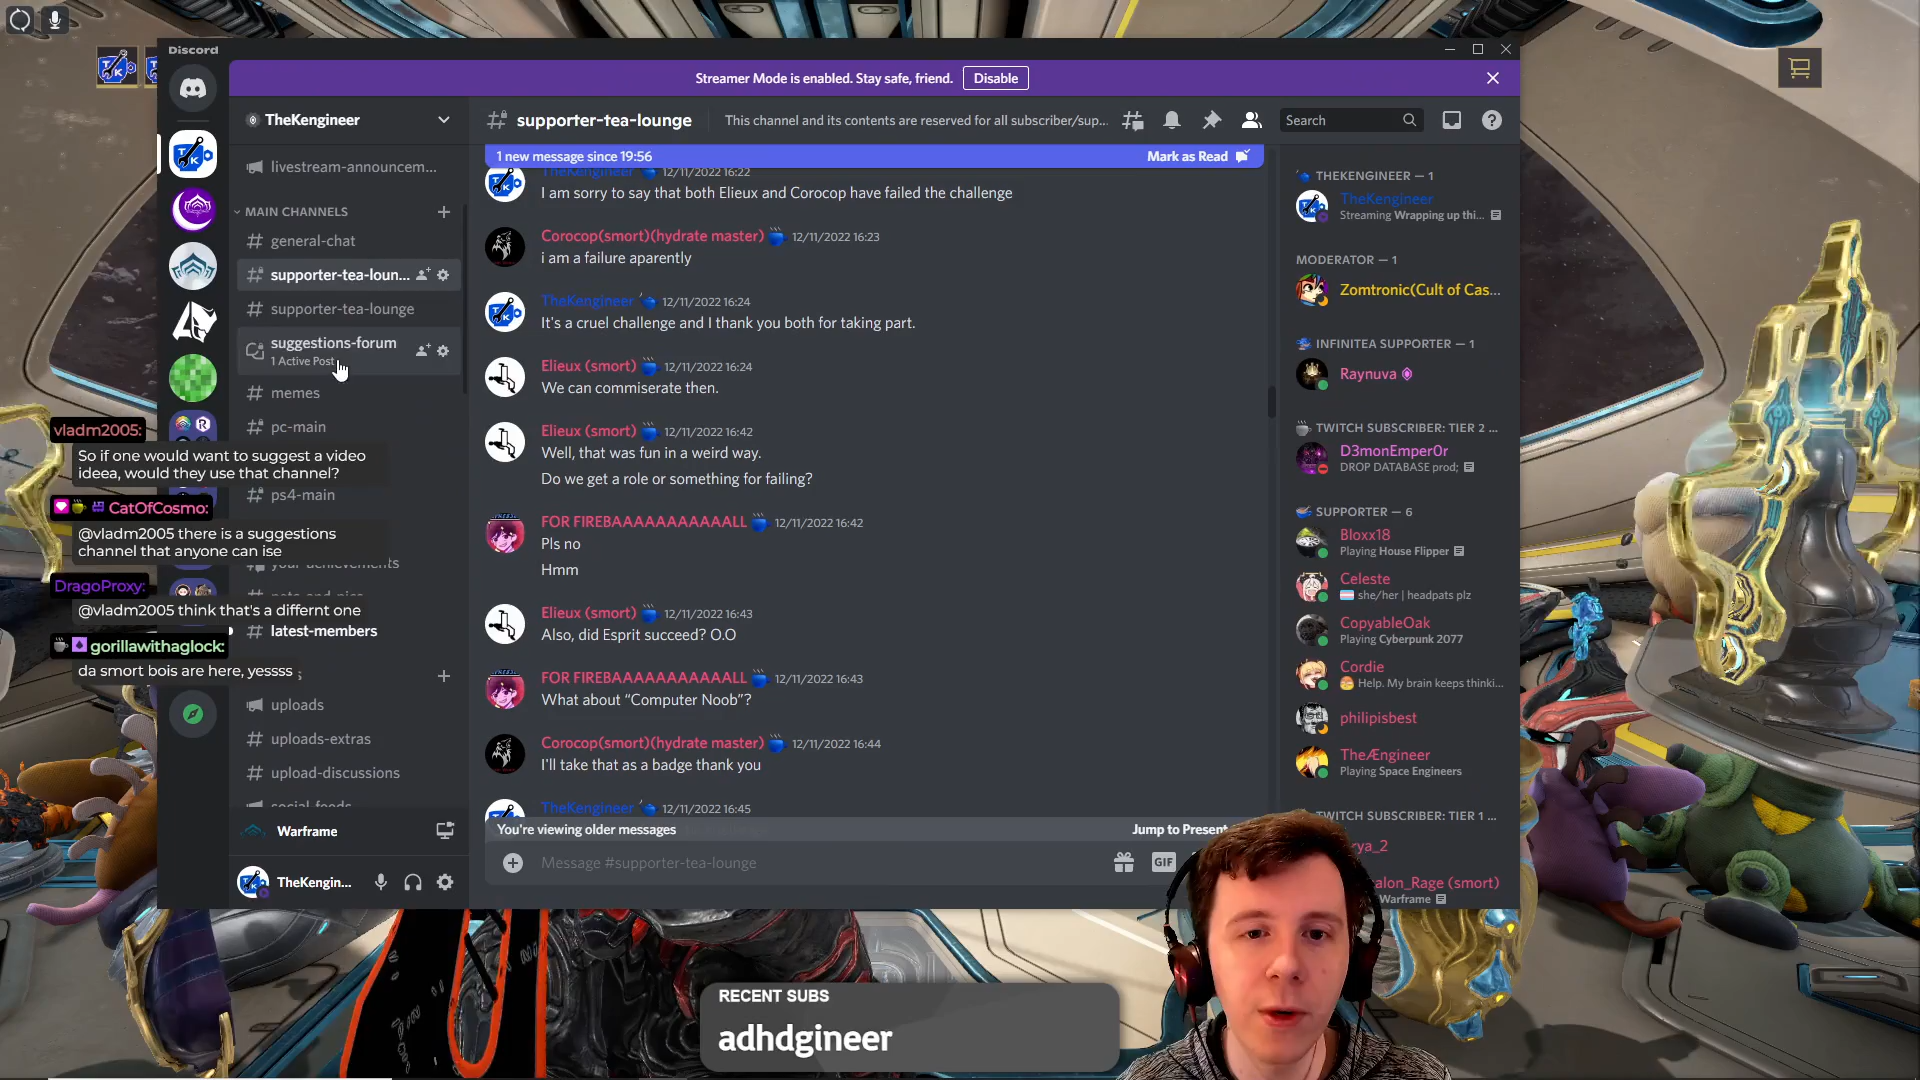 Discord
Streamer Mode is enabled. Stay safe, friend.
Disable
TheKengineer
supporter-tea-lounge
This channel and its contents are reserved for all subscriber/sup...
Search
livestream-announcem...
MAIN CHANNELS
general-chat
supporter-tea-loun...
supporter-tea-lounge
suggestions-forum
1 Active Post
memes
pc-main
ps4-main
your-achievements
pets-and-pics
latest-members
uploads
uploads-extras
upload-discussions
social-feeds
Warframe
TheKengin...
vladm2005:
So if one would want to suggest a video
ideea, would they use that channel?
CatOfCosmo:
@vladm2005 there is a suggestions
channel that anyone can ise
DragoProxy:
@vladm2005 think that's a differnt one
gorillawithaglock:
da smort bois are here, yessss
1 new message since 19:56
Mark as Read
TheKengineer 12/11/2022 16:22
I am sorry to say that both Elieux and Corocop have failed the challenge
Corocop(smort)(hydrate master) 12/11/2022 16:23
i am a failure aparently
TheKengineer 12/11/2022 16:24
It's a cruel challenge and I thank you both for taking part.
Elieux (smort) 12/11/2022 16:24
We can commiserate then.
Elieux (smort) 12/11/2022 16:42
Well, that was fun in a weird way.
Do we get a role or something for failing?
FOR FIREBAAAAAAAAAAALL 12/11/2022 16:42
Pls no
Hmm
Elieux (smort) 12/11/2022 16:43
Also, did Esprit succeed? O.O
FOR FIREBAAAAAAAAAAALL 12/11/2022 16:43
What about “Computer Noob”?
Corocop(smort)(hydrate master) 12/11/2022 16:44
I'll take that as a badge thank you
TheKengineer 12/11/2022 16:45
You're viewing older messages
Jump to Present
Message #supporter-tea-lounge
GIF
THEKENGINEER — 1
TheKengineer
Streaming Wrapping up thi...
MODERATOR — 1
Zomtronic(Cult of Cas...
INFINITEA SUPPORTER — 1
Raynuva
TWITCH SUBSCRIBER: TIER 2 ...
D3monEmper0r
DROP DATABASE prod;
SUPPORTER — 6
Bloxx18
Playing House Flipper
Celeste
she/her | headpats plz
CopyableOak
Playing Cyberpunk 2077
Cordie
Help. My brain keeps thinki...
philipisbest
TheÆngineer
Playing Space Engineers
TWITCH SUBSCRIBER: TIER 1 ...
rya_2
alon_Rage (smort)
Warframe
RECENT SUBS
adhdgineer